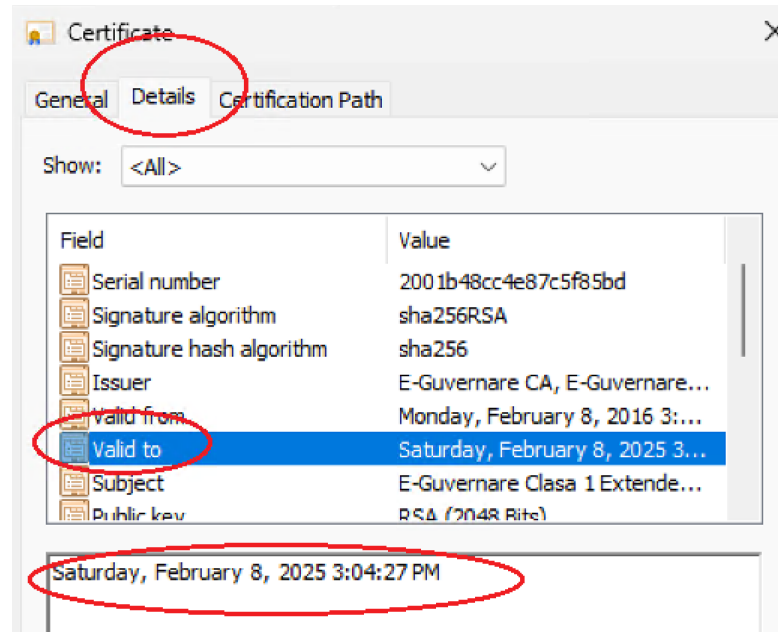 Certificate
General Details Certification Path
Show: <All>
Field Value
Serial number 2001b48cc4e87c5f85bd
Signature algorithm sha256RSA
Signature hash algorithm sha256
Issuer E-Guvernare CA, E-Guvernare...
Valid from Monday, February 8, 2016 3:...
Valid to Saturday, February 8, 2025 3...
Subject E-Guvernare Clasa 1 Extende...
Public key RSA (2048 Bits)
Saturday, February 8, 2025 3:04:27 PM